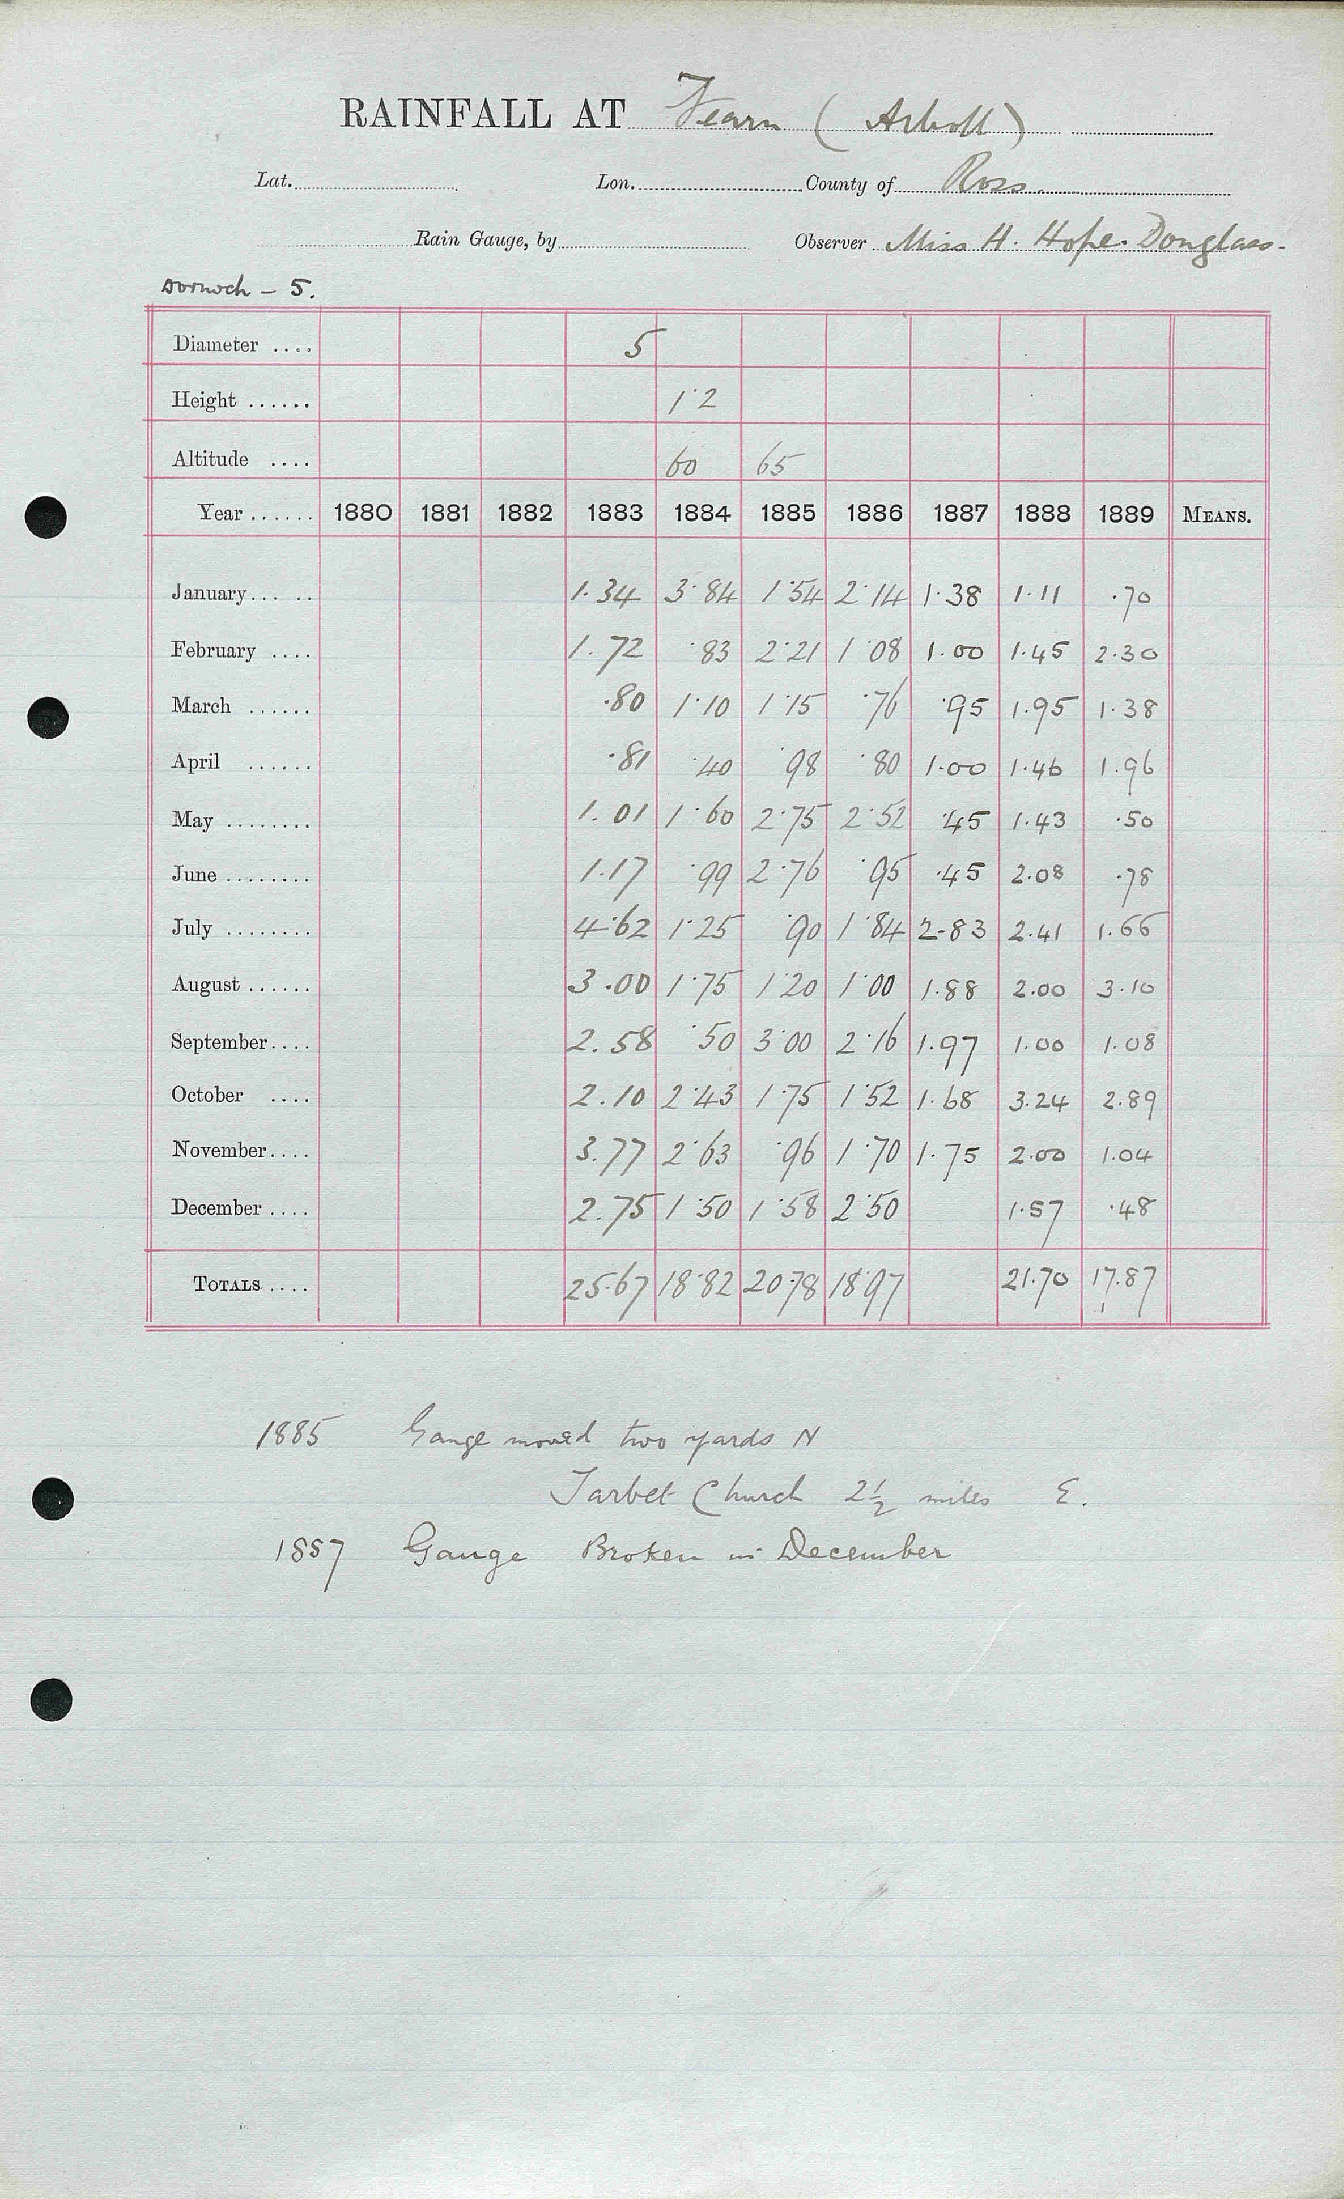 RAINFALL AT Fearn (Arboll)
Lat. Lon. County of Ross
Rain Gauge, by Observer Miss H. Hope Donglass.
Dornoch - 5.
Diameter .... 5
Height ...... 1·2
Altitude .... 60 65
Year ...... 1880 1881 1882 1883 1884 1885 1886 1887 1888 1889 MEANS.
January... .. 1.34 3·84 1·54 2·14 1·38 1·11 ·70
February .... 1.72 ·83 2·21 1·08 1.00 1.45 2.30
March ...... ·80 1·10 1·15 ·76 ·95 1.95 1.38
April ...... ·81 ·40 ·98 ·80 1.00 1.46 1.96
May ........ 1.01 1·60 2·75 2·52 ·45 1.43 ·50
June ........ 1.17 ·99 2·76 ·95 ·45 2.08 ·78
July ........ 4·62 1·25 ·90 1·84 2.83 2.41 1.66
August ...... 3.00 1·75 1·20 1·00 1.88 2.00 3.10
September.... 2.58 ·50 3·00 2·16 1.97 1.00 1.08
October .... 2.10 2·43 1·75 1·52 1.68 3.24 2.89
November.... 3.77 2·63 ·96 1·70 1.75 2.00 1.04
December .... 2.75 1·50 1·58 2·50 1.57 ·48
TOTALS .... 25.67 18·82 20·78 18·97 21.70 17.87
1885 Gauge moved two yards N
Tarbet Church 2½ miles E.
1887 Gauge Broken in December